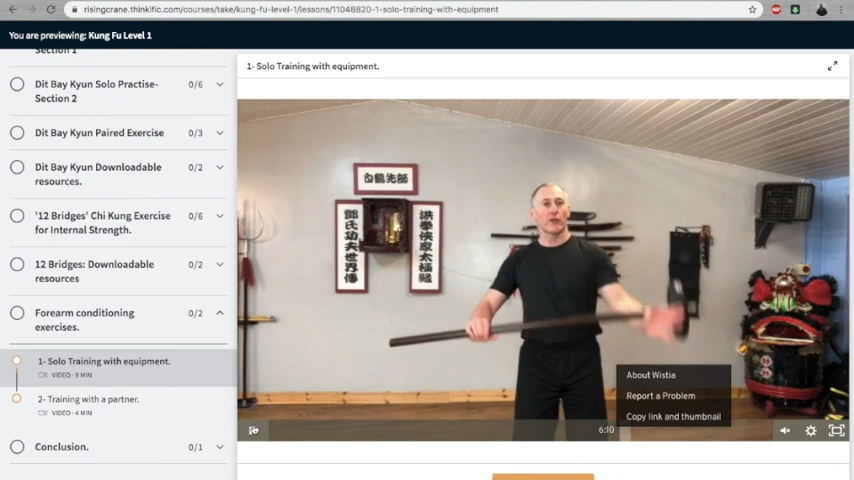 risingcrane.thinkific.com/courses/take/kung-fu-level-1/lessons/11048820-1-solo-training-with-equipment
You are previewing: Kung Fu Level 1
Section 1
Dit Bay Kyun Solo Practise-
Section 2
0/6
Dit Bay Kyun Paired Exercise
0/3
Dit Bay Kyun Downloadable
resources.
0/2
'12 Bridges' Chi Kung Exercise
for Internal Strength.
0/6
12 Bridges: Downloadable
resources
0/2
Forearm conditioning
exercises.
0/2
1- Solo Training with equipment.
VIDEO · 9 MIN
2- Training with a partner.
VIDEO · 4 MIN
Conclusion.
0/1
1- Solo Training with equipment.
白鶴先師
About Wistia
Report a Problem
Copy link and thumbnail
6:10